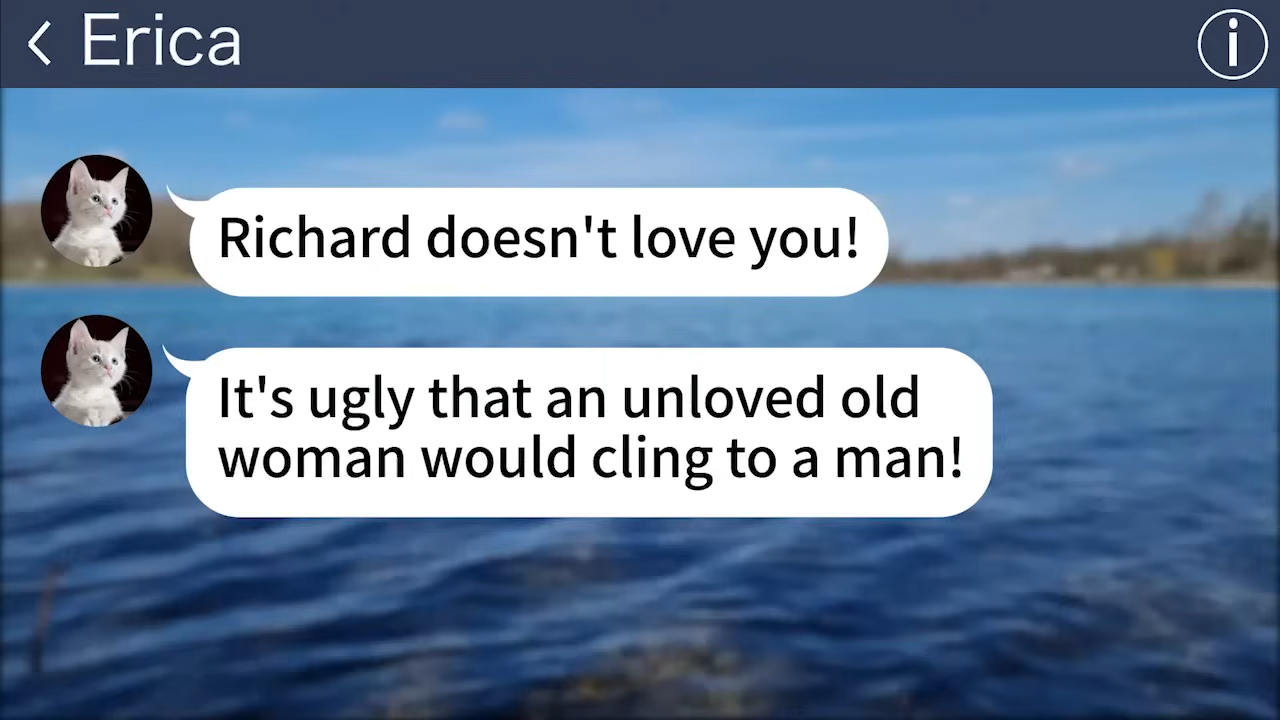 Erica
Richard doesn't love you!
It's ugly that an unloved old
woman would cling to a man!